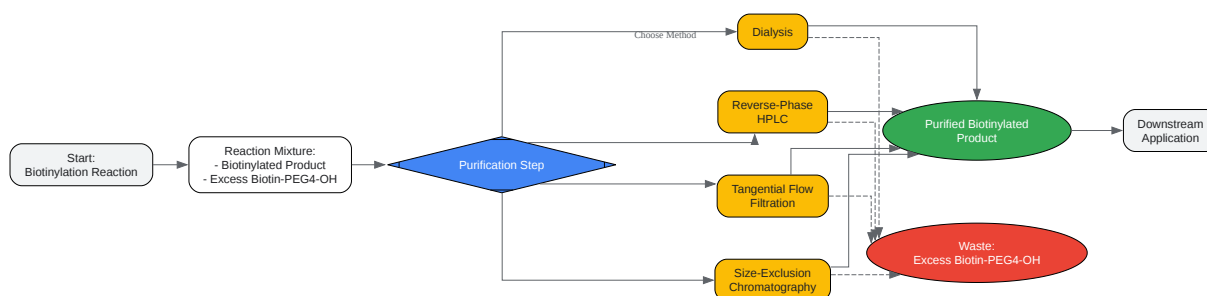 Start:
Biotinylation Reaction
Reaction Mixture:
- Biotinylated Product
- Excess Biotin-PEG4-OH
Purification Step
Choose Method
Dialysis
Reverse-Phase
HPLC
Tangential Flow
Filtration
Size-Exclusion
Chromatography
Purified Biotinylated
Product
Waste:
Excess Biotin-PEG4-OH
Downstream
Application